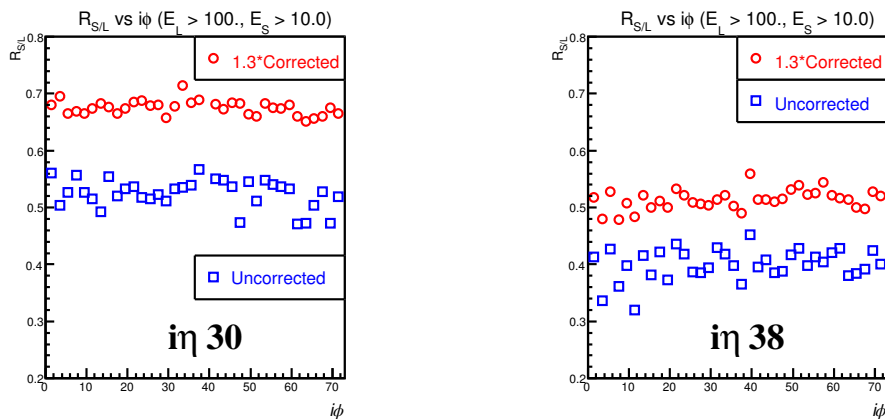 R_S/L vs iϕ (E_L > 100., E_S > 10.0)
R_S/L
0.8
0.7
0.6
0.5
0.4
0.3
0.2
1.3*Corrected
Uncorrected
iη 30
0 10 20 30 40 50 60 70
iϕ
R_S/L vs iϕ (E_L > 100., E_S > 10.0)
R_S/L
0.8
0.7
0.6
0.5
0.4
0.3
0.2
1.3*Corrected
Uncorrected
iη 38
0 10 20 30 40 50 60 70
iϕ